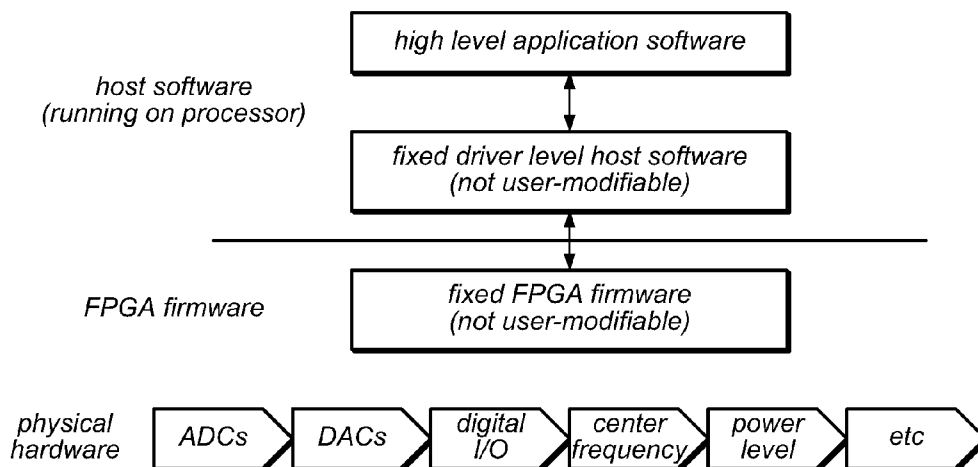 high level application software
host software
(running on processor)
fixed driver level host software
(not user-modifiable)
FPGA firmware
fixed FPGA firmware
(not user-modifiable)
physical
hardware
ADCs
DACs
digital
I/O
center
frequency
power
level
etc